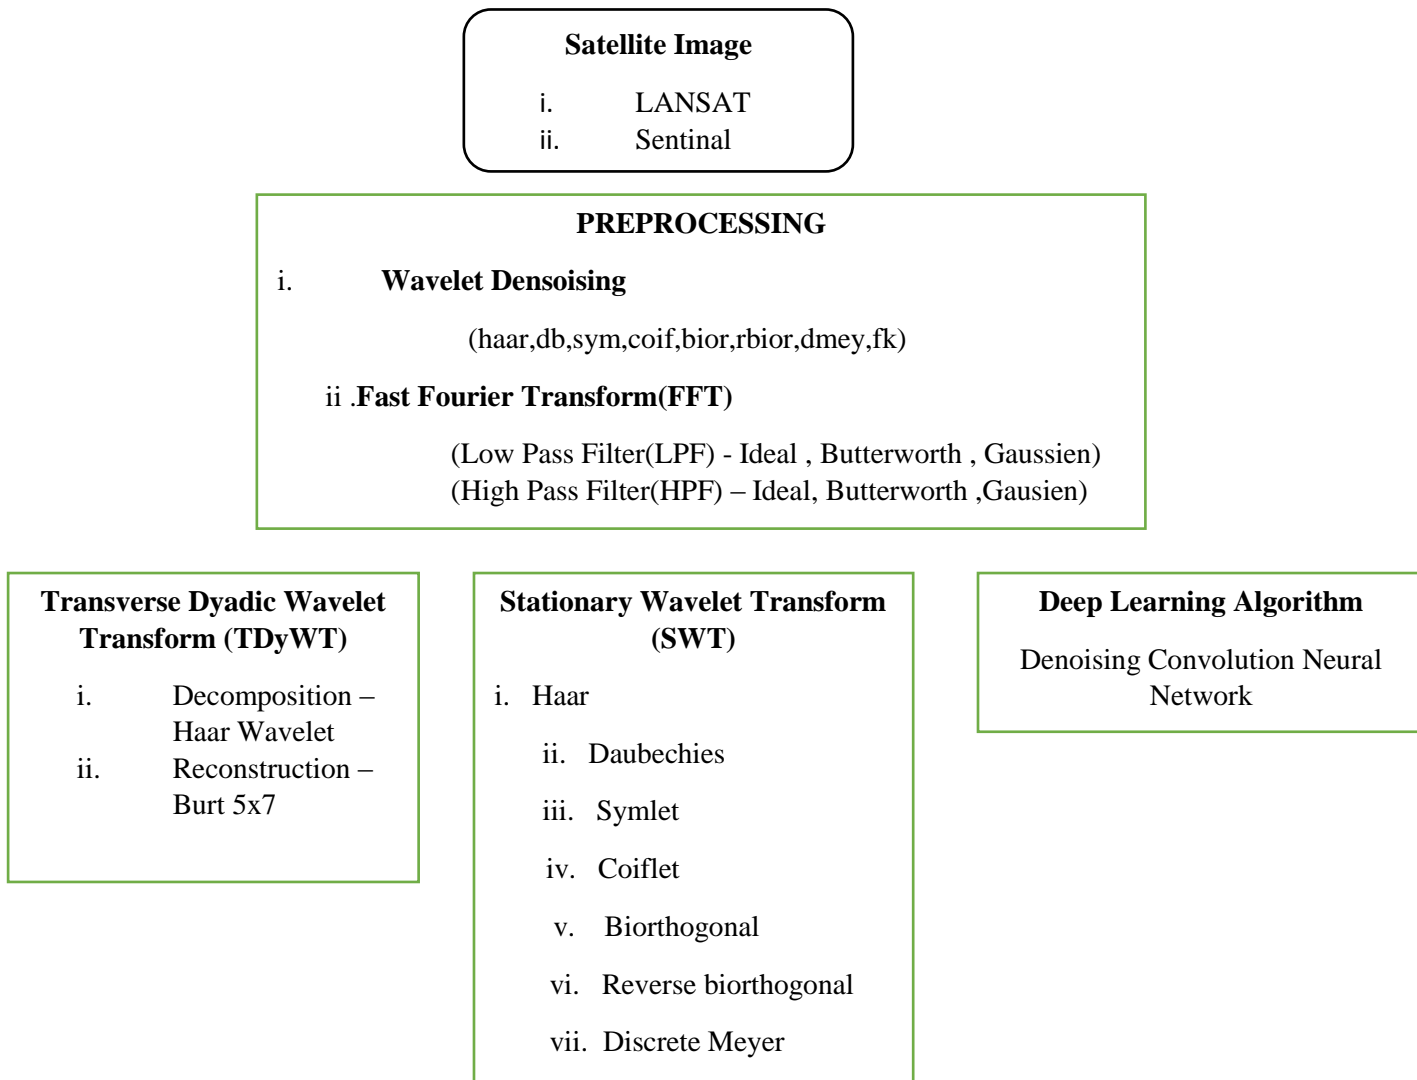 Satellite Image
i. LANSAT
ii. Sentinal
PREPROCESSING
i. Wavelet Densoising
(haar,db,sym,coif,bior,rbior,dmey,fk)
ii .Fast Fourier Transform(FFT)
(Low Pass Filter(LPF) - Ideal , Butterworth , Gaussien)
(High Pass Filter(HPF) – Ideal, Butterworth ,Gausien)
Transverse Dyadic Wavelet
Transform (TDyWT)
i. Decomposition –
Haar Wavelet
ii. Reconstruction –
Burt 5x7
Stationary Wavelet Transform
(SWT)
i. Haar
ii. Daubechies
iii. Symlet
iv. Coiflet
v. Biorthogonal
vi. Reverse biorthogonal
vii. Discrete Meyer
Deep Learning Algorithm
Denoising Convolution Neural
Network